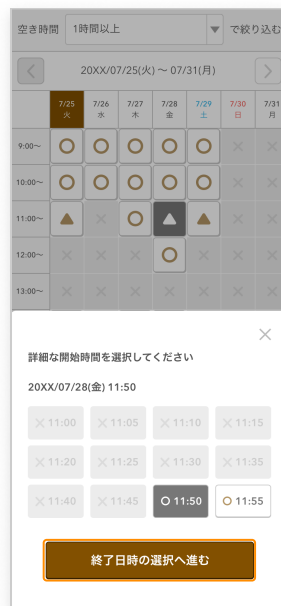 空き時間 1時間以上 ▼ で絞り込む
< 20XX/07/25(火) ~ 07/31(月) >
7/25 7/26 7/27 7/28 7/29 7/30 7/31
火 水 木 金 土 日 月
9:00~ ○ ○ ○ ○ ○ × ×
10:00~ ○ ○ ○ ○ ○ × ×
11:00~ ▲ × ○ ▲ ▲ × ×
12:00~ × × × ○ × × ×
13:00~ × × × × × × ×
×
詳細な開始時間を選択してください
20XX/07/28(金) 11:50
× 11:00 × 11:05 × 11:10 × 11:15
× 11:20 × 11:25 × 11:30 × 11:35
× 11:40 × 11:45 ○ 11:50 ○ 11:55
終了日時の選択へ進む